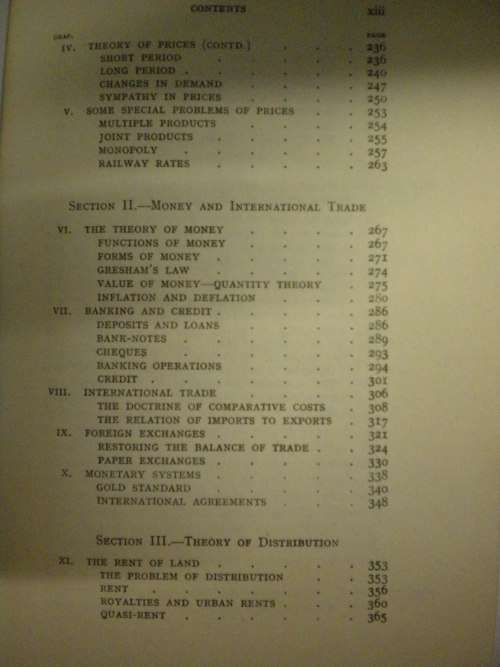 CONTENTS xiii
CHAP. PAGE
IV. THEORY OF PRICES (CONTD.) . . . 236
SHORT PERIOD . . . . 236
LONG PERIOD . . . . . 240
CHANGES IN DEMAND . . . 247
SYMPATHY IN PRICES . . . 250
V. SOME SPECIAL PROBLEMS OF PRICES . . 253
MULTIPLE PRODUCTS . . . 254
JOINT PRODUCTS . . . . 255
MONOPOLY . . . . . 257
RAILWAY RATES . . . . 263
SECTION II.—MONEY AND INTERNATIONAL TRADE
VI. THE THEORY OF MONEY . . . . 267
FUNCTIONS OF MONEY . . . . 267
FORMS OF MONEY . . . . . 271
GRESHAM'S LAW . . . . . 274
VALUE OF MONEY—QUANTITY THEORY . 275
INFLATION AND DEFLATION . . . 280
VII. BANKING AND CREDIT . . . . . 286
DEPOSITS AND LOANS . . . . 286
BANK-NOTES . . . . . 289
CHEQUES . . . . . 293
BANKING OPERATIONS . . . . 294
CREDIT . . . . . . 301
VIII. INTERNATIONAL TRADE . . . . 306
THE DOCTRINE OF COMPARATIVE COSTS . 308
THE RELATION OF IMPORTS TO EXPORTS . 317
IX. FOREIGN EXCHANGES . . . . . 321
RESTORING THE BALANCE OF TRADE . . 324
PAPER EXCHANGES . . . . . 330
X. MONETARY SYSTEMS . . . . . 338
GOLD STANDARD . . . . . 340
INTERNATIONAL AGREEMENTS . . . 348
SECTION III.—THEORY OF DISTRIBUTION
XI. THE RENT OF LAND . . . . . 353
THE PROBLEM OF DISTRIBUTION . . 353
RENT . . . . . . 356
ROYALTIES AND URBAN RENTS . . . 360
QUASI-RENT . . . . . 365